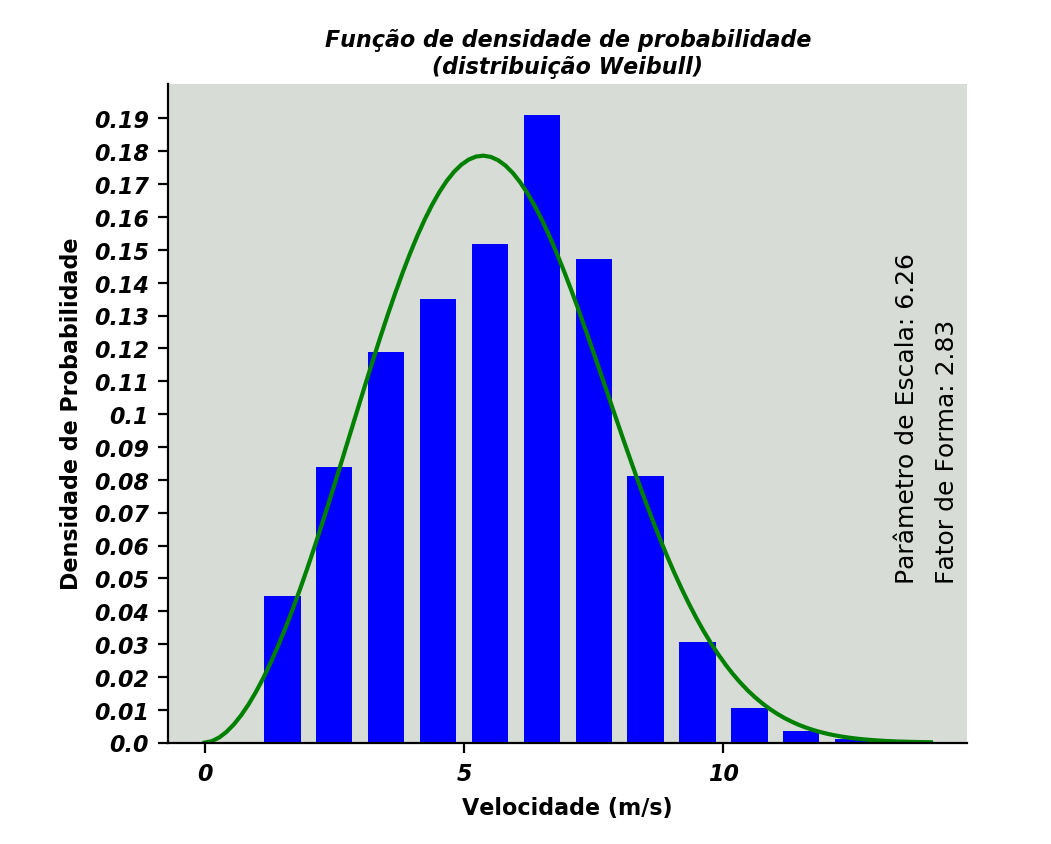 Função de densidade de probabilidade
(distribuição Weibull)
Densidade de Probabilidade
0.19
0.18
0.17
0.16
0.15
0.14
0.13
0.12
0.11
0.1
0.09
0.08
0.07
0.06
0.05
0.04
0.03
0.02
0.01
0.0
0 5 10
Velocidade (m/s)
Parâmetro de Escala: 6.26
Fator de Forma: 2.83